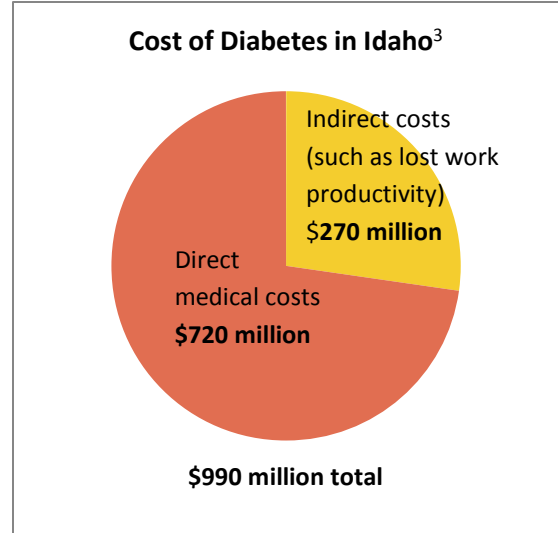 Cost of Diabetes in Idaho³
Indirect costs
(such as lost work
productivity)
$270 million
Direct
medical costs
$720 million
$990 million total